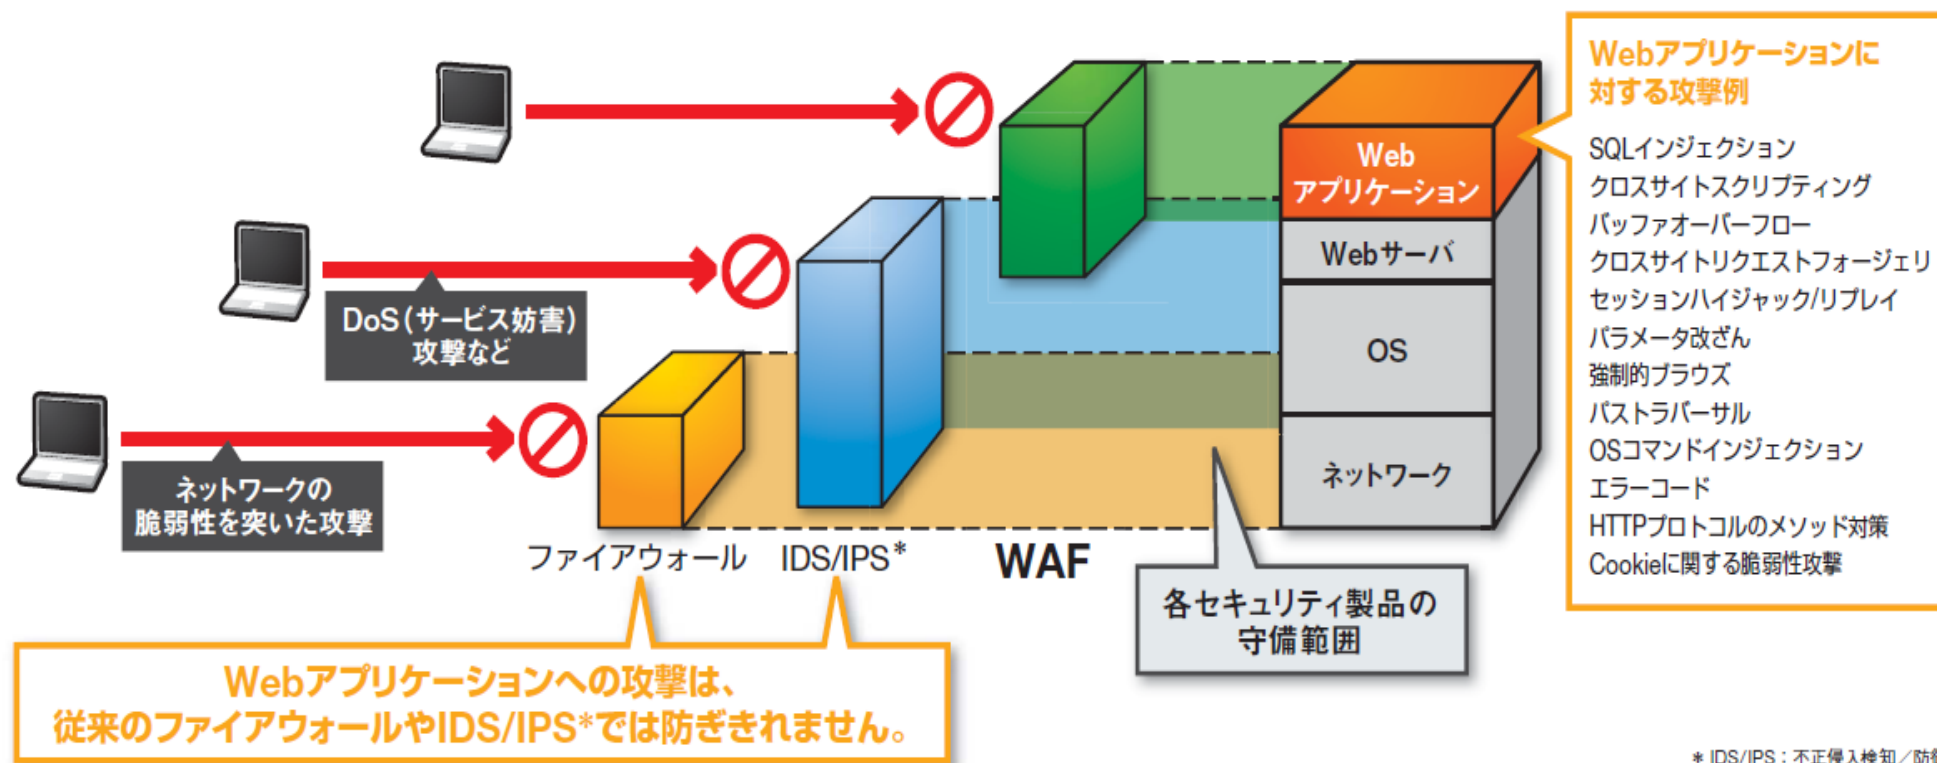 Webアプリケーションに
対する攻撃例
SQLインジェクション
クロスサイトスクリプティング
バッファオーバーフロー
クロスサイトリクエストフォージェリ
セッションハイジャック/リプレイ
パラメータ改ざん
強制的ブラウズ
パストラバーサル
OSコマンドインジェクション
エラーコード
HTTPプロトコルのメソッド対策
Cookieに関する脆弱性攻撃
Web
アプリケーション
Webサーバ
OS
ネットワーク
DoS(サービス妨害)
攻撃など
ネットワークの
脆弱性を突いた攻撃
ファイアウォール
IDS/IPS*
WAF
各セキュリティ製品の
守備範囲
Webアプリケーションへの攻撃は、
従来のファイアウォールやIDS/IPS*では防ぎきれません。
* IDS/IPS：不正侵入検知／防御